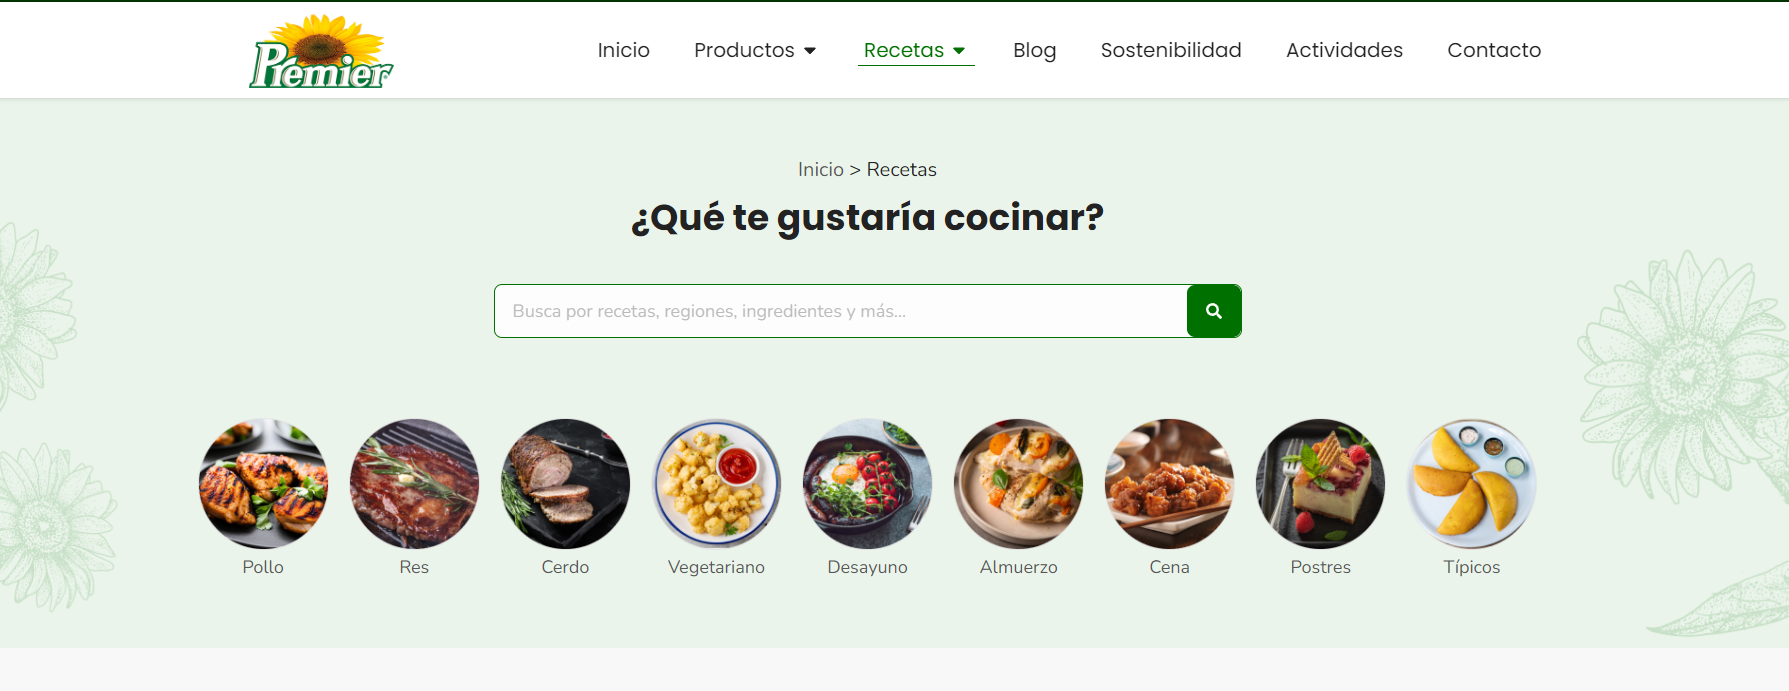 Premier
Inicio Productos Recetas Blog Sostenibilidad Actividades Contacto
Inicio > Recetas
¿Qué te gustaría cocinar?
Busca por recetas, regiones, ingredientes y más...
Pollo Res Cerdo Vegetariano Desayuno Almuerzo Cena Postres Típicos